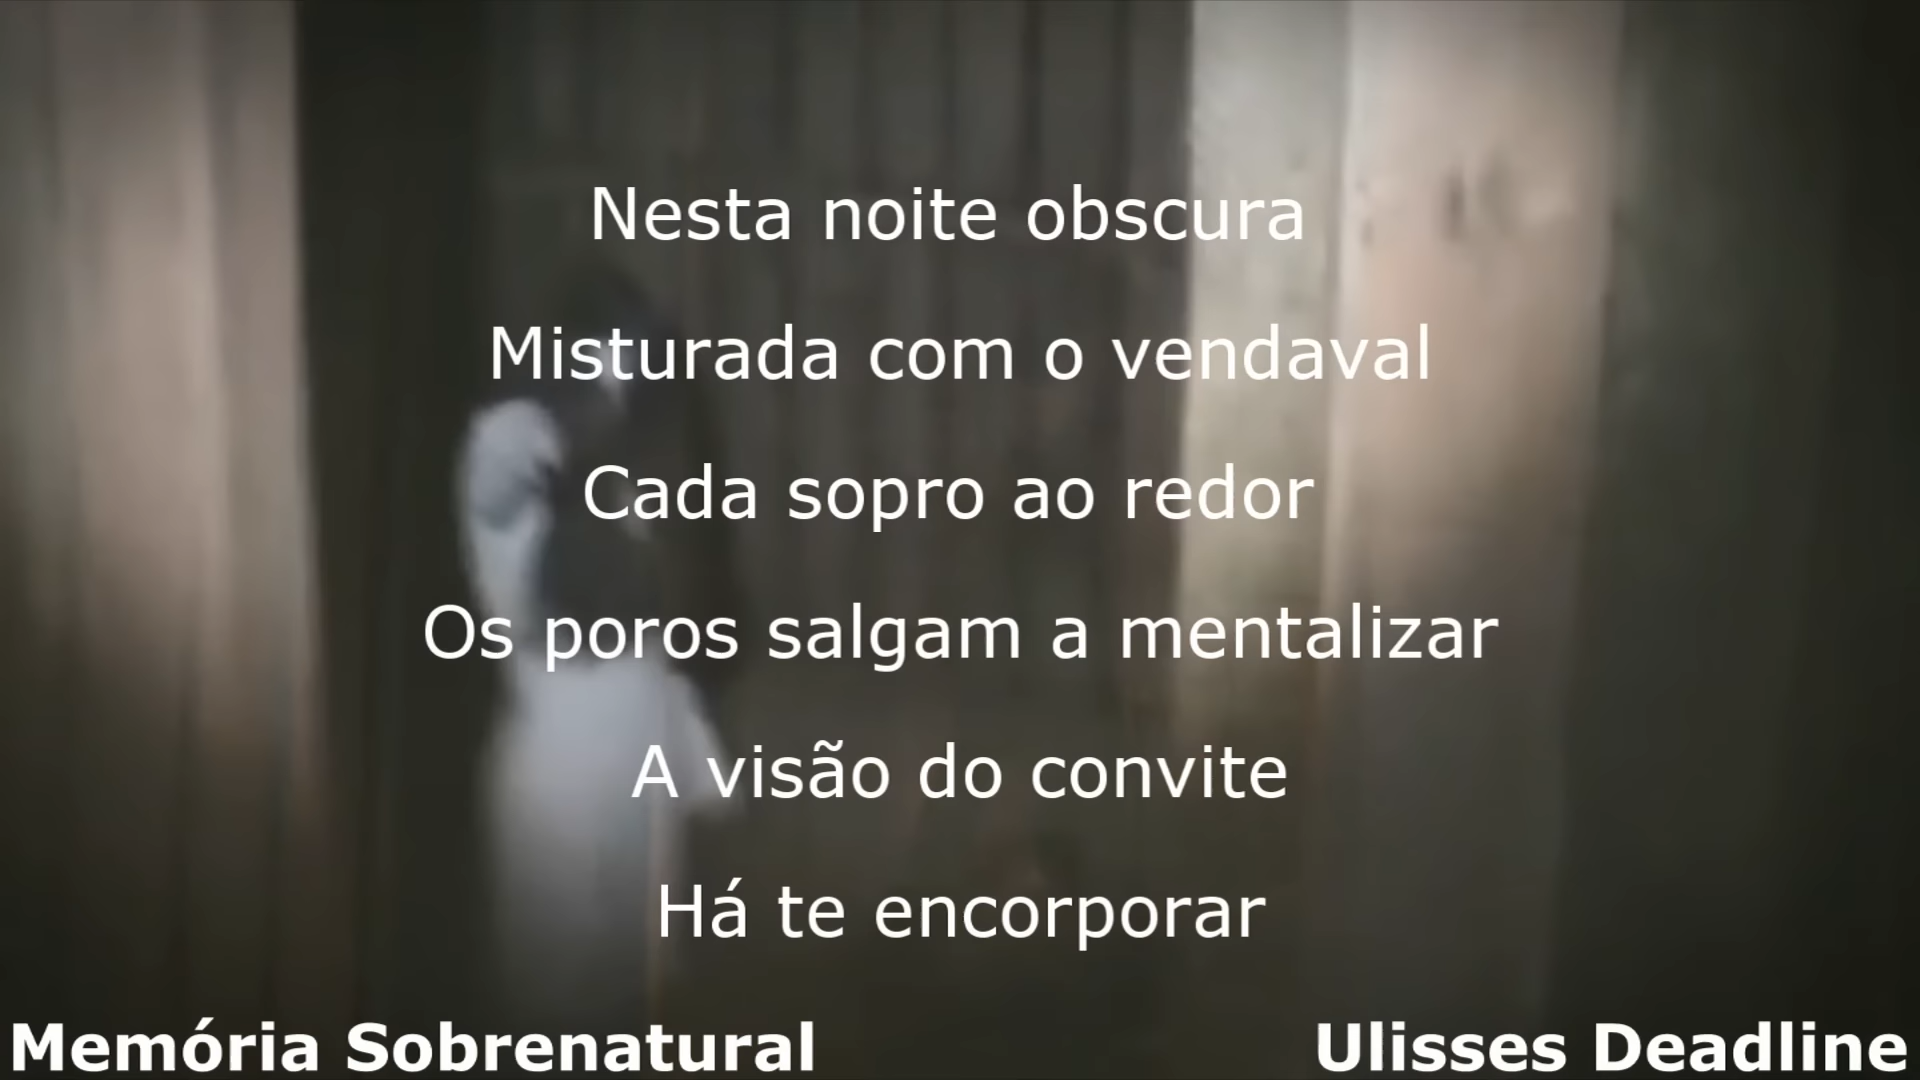 Nesta noite obscura
Misturada com o vendaval
Cada sopro ao redor
Os poros salgam a mentalizar
A visão do convite
Há te encorporar
Memória Sobrenatural
Ulisses Deadline